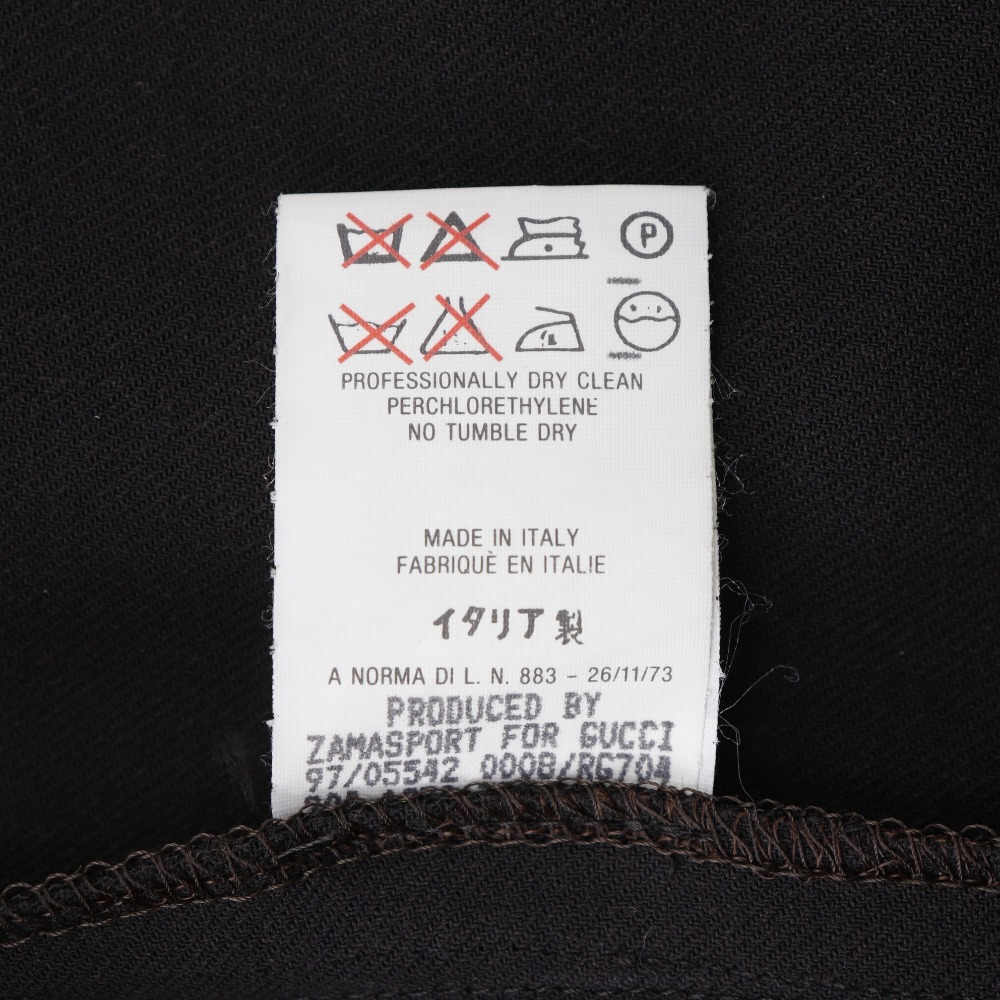 P
PROFESSIONALLY DRY CLEAN
PERCHLORETHYLENE
NO TUMBLE DRY
MADE IN ITALY
FABRIQUÈ EN ITALIE
イタリア製
A NORMA DI L. N. 883 - 26/11/73
PRODUCED BY
ZAMASPORT FOR GUCCI
97/05542 0008/RG704